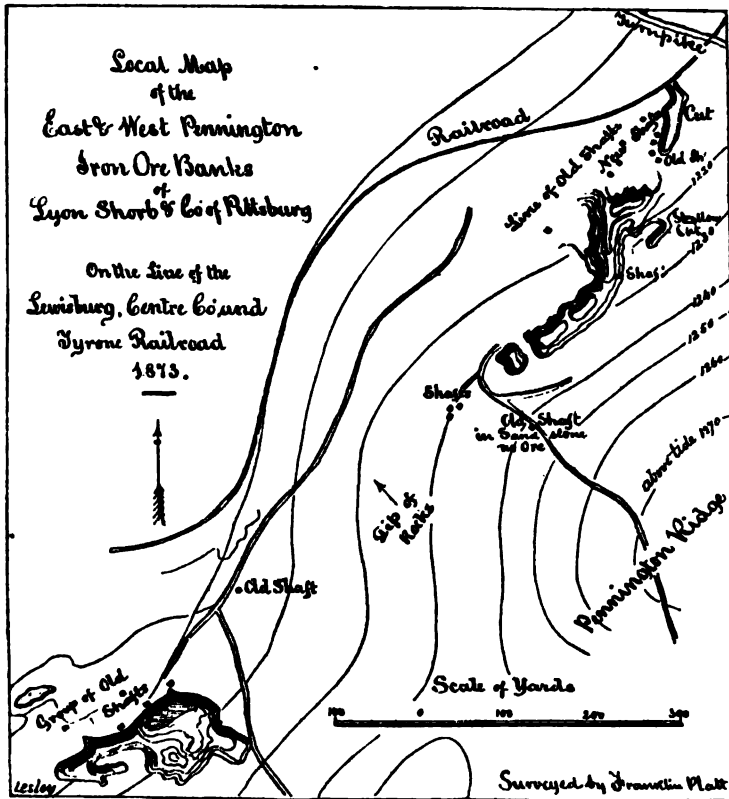 Local Map
of the
East & West Pennington
Iron Ore Banks
of
Lyon Shorb & Co of Pittsburg
On the Line of the
Lewisburg, Centre Co. and
Tyrone Railroad
1873.
Turnpike
Railroad
Cut
Line of Old Shafts
New Shafts
Old Sh.
1220
Shallow
Cut
1230
Shaft
1240
1250
1260
Shafts
Old Shaft
in Sand stone
no Ore
above tide 1270
Dip of
Rocks
Pennington Ridge
Old Shaft
Group of Old
Shafts
Scale of Yards
100 0 100 200 300
Lesley
Surveyed by Franklin Platt